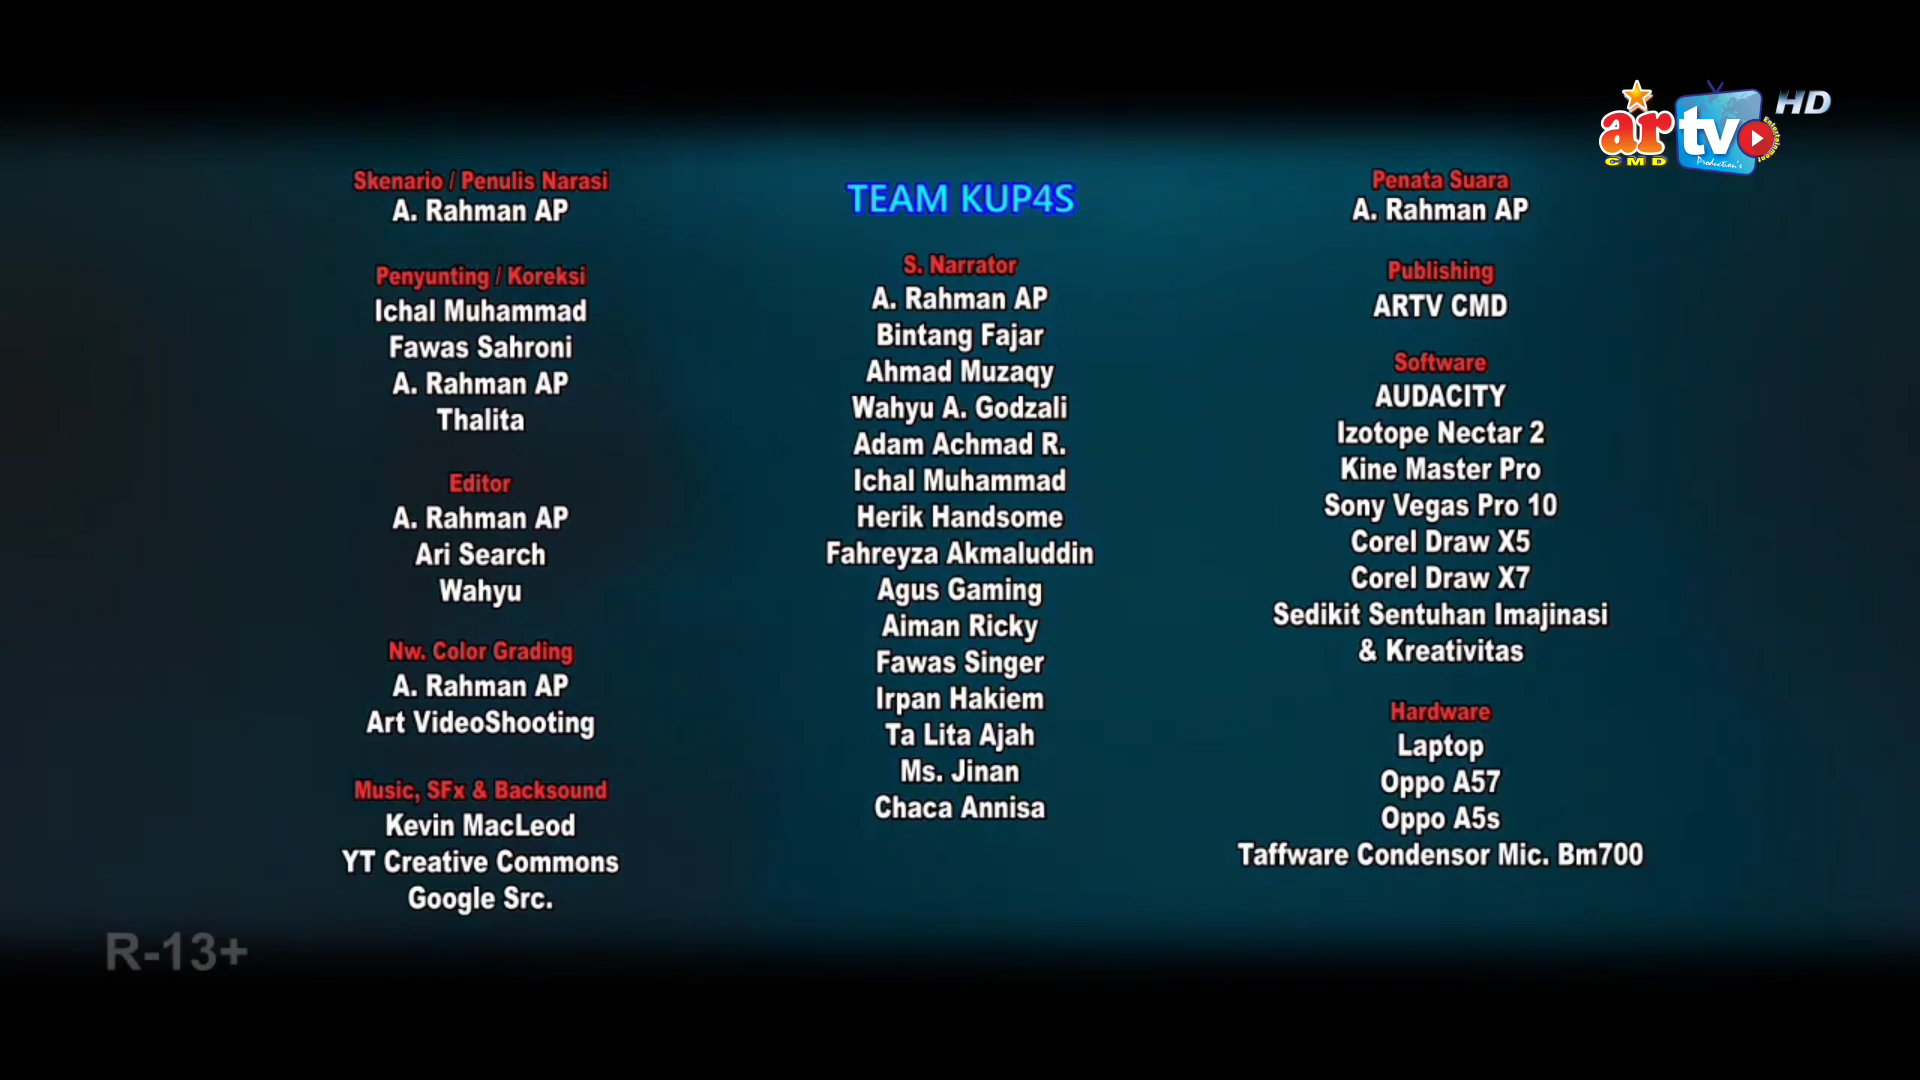 ar tv HD
CMD
Production's
Entertainment
Skenario / Penulis Narasi
A. Rahman AP
Penyunting / Koreksi
Ichal Muhammad
Fawas Sahroni
A. Rahman AP
Thalita
Editor
A. Rahman AP
Ari Search
Wahyu
Nw. Color Grading
A. Rahman AP
Art VideoShooting
Music, SFx & Backsound
Kevin MacLeod
YT Creative Commons
Google Src.
TEAM KUP4S
S. Narrator
A. Rahman AP
Bintang Fajar
Ahmad Muzaqy
Wahyu A. Godzali
Adam Achmad R.
Ichal Muhammad
Herik Handsome
Fahreyza Akmaluddin
Agus Gaming
Aiman Ricky
Fawas Singer
Irpan Hakiem
Ta Lita Ajah
Ms. Jinan
Chaca Annisa
Penata Suara
A. Rahman AP
Publishing
ARTV CMD
Software
AUDACITY
Izotope Nectar 2
Kine Master Pro
Sony Vegas Pro 10
Corel Draw X5
Corel Draw X7
Sedikit Sentuhan Imajinasi
& Kreativitas
Hardware
Laptop
Oppo A57
Oppo A5s
Taffware Condensor Mic. Bm700
R-13+